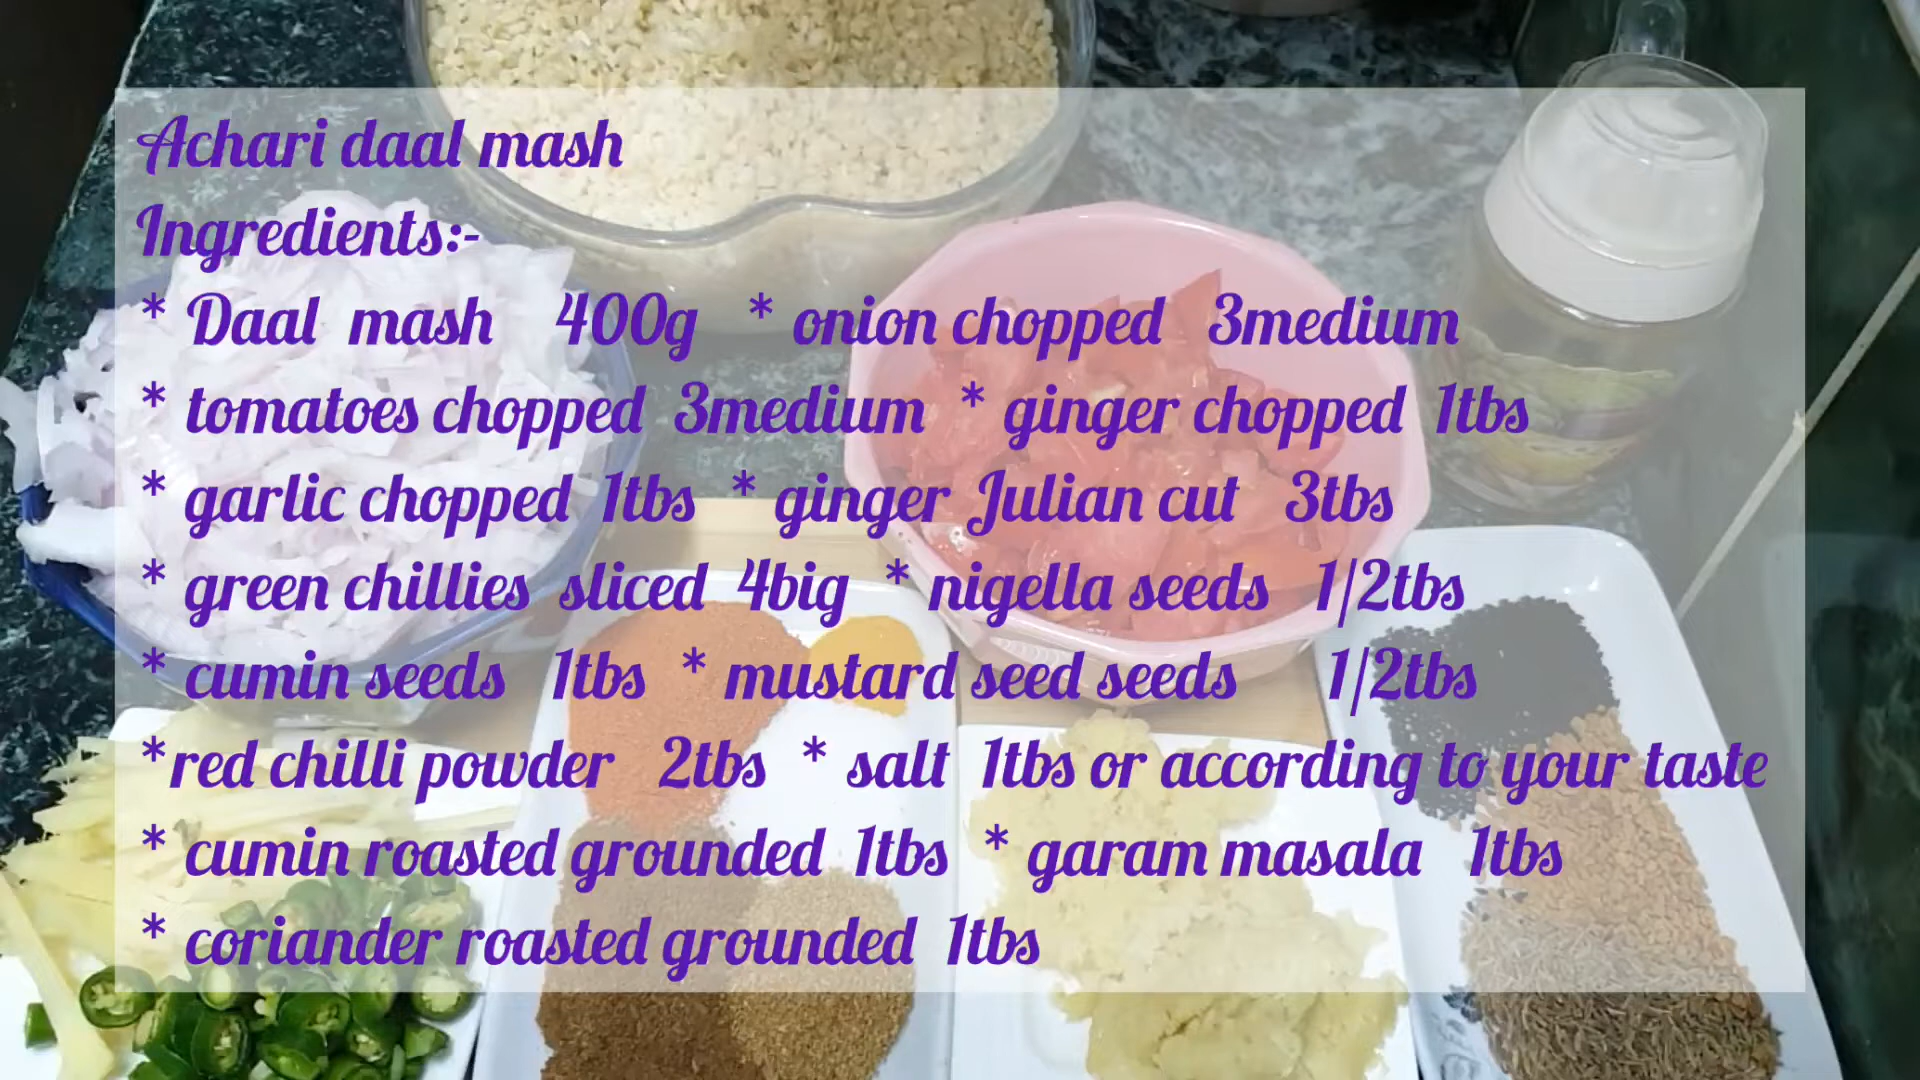 Achari daal mash
Ingredients:-
* Daal mash 400g * onion chopped 3medium
* tomatoes chopped 3medium * ginger chopped 1tbs
* garlic chopped 1tbs * ginger Julian cut 3tbs
* green chillies sliced 4big * nigella seeds 1/2tbs
* cumin seeds 1tbs * mustard seed seeds 1/2tbs
*red chilli powder 2tbs * salt 1tbs or according to your taste
* cumin roasted grounded 1tbs * garam masala 1tbs
* coriander roasted grounded 1tbs